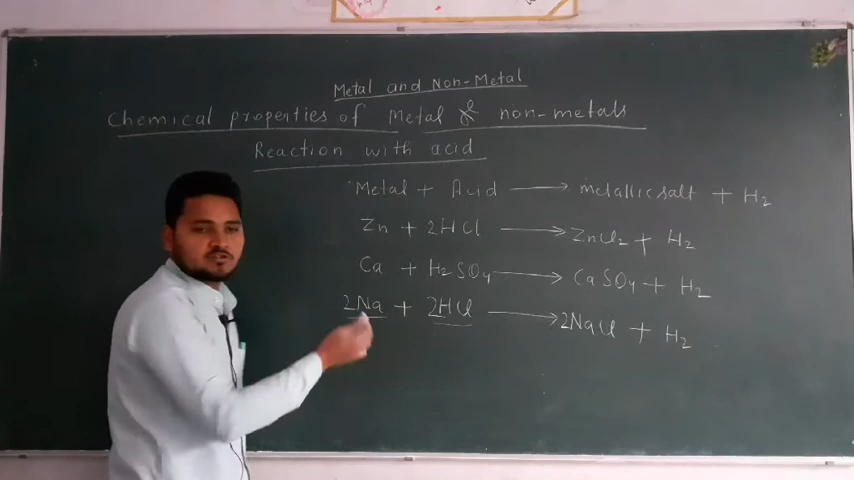 Metal and Non-Metal
Chemical properties of Metal & non-metals
Reaction with acid
Metal + Acid ⟶ metallic salt + H₂
Zn + 2HCl ⟶ ZnCl₂ + H₂
Ca + H₂SO₄ ⟶ CaSO₄ + H₂
2Na + 2HCl ⟶ 2NaCl + H₂